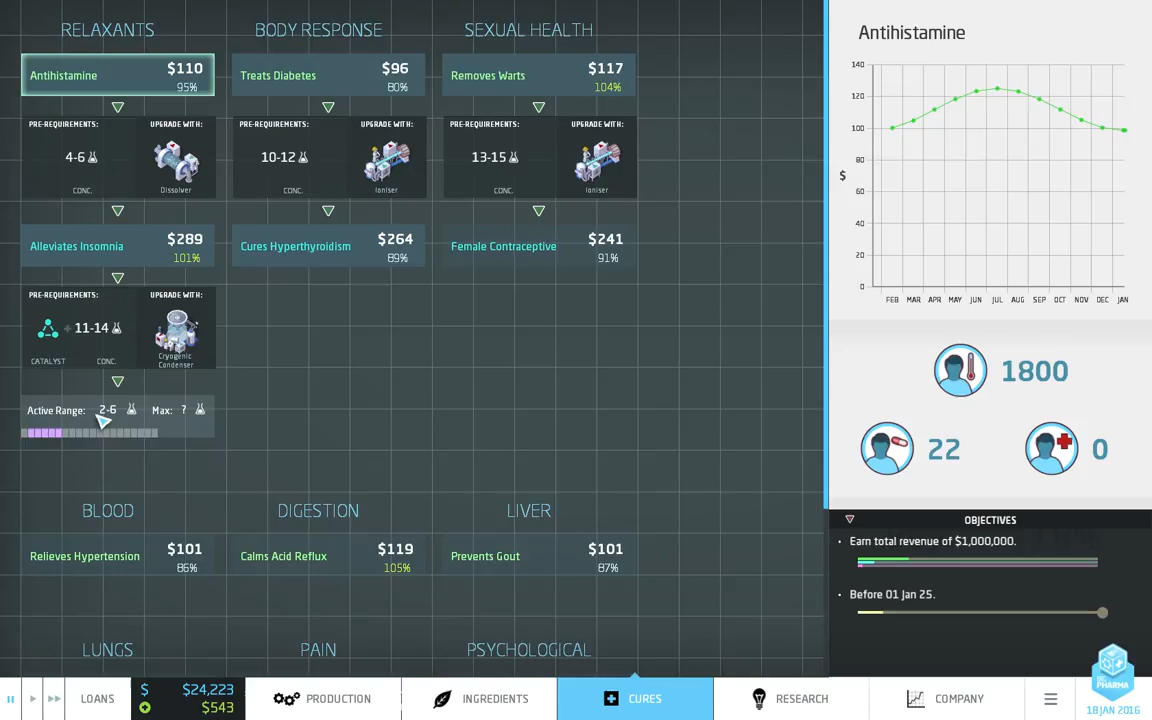 RELAXANTS
BODY RESPONSE
SEXUAL HEALTH
Antihistamine
$110
95%
Treats Diabetes
$96
80%
Removes Warts
$117
104%
PRE-REQUIREMENTS:
UPGRADE WITH:
4-6
CONC.
Dissolver
PRE-REQUIREMENTS:
UPGRADE WITH:
10-12
CONC.
Ioniser
PRE-REQUIREMENTS:
UPGRADE WITH:
13-15
CONC.
Ioniser
Alleviates Insomnia
$289
101%
Cures Hyperthyroidism
$264
89%
Female Contraceptive
$241
91%
PRE-REQUIREMENTS:
UPGRADE WITH:
+ 11-14
CATALYST
CONC.
Cryogenic
Condenser
Active Range: 2-6 Max: ?
BLOOD
DIGESTION
LIVER
Relieves Hypertension
$101
86%
Calms Acid Reflux
$119
105%
Prevents Gout
$101
87%
LUNGS
PAIN
PSYCHOLOGICAL
Antihistamine
140
120
100
80
60
40
20
0
$
FEB MAR APR MAY JUN JUL AUG SEP OCT NOV DEC JAN
1800
22
0
OBJECTIVES
• Earn total revenue of $1,000,000.
• Before 01 Jan 25.
LOANS
$ $24,223
$543
PRODUCTION
INGREDIENTS
CURES
RESEARCH
COMPANY
BIG
PHARMA
18 JAN 2016